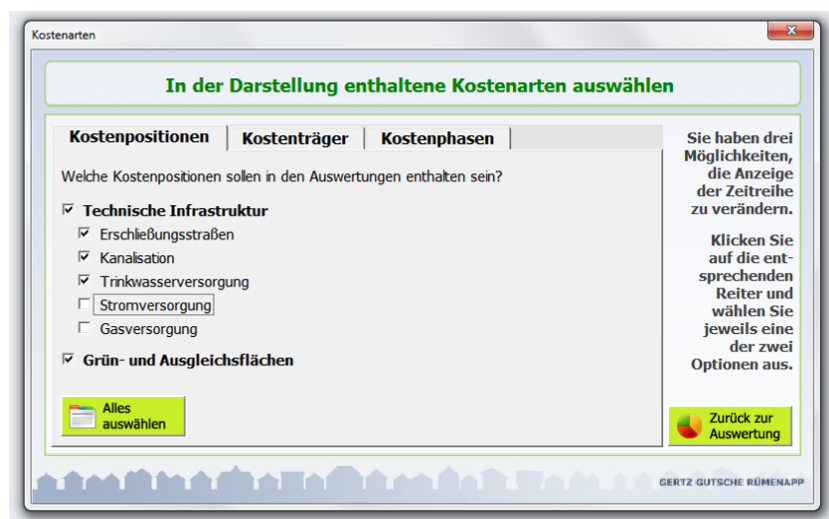 Kostenarten
In der Darstellung enthaltene Kostenarten auswählen
Kostenpositionen
Kostenträger
Kostenphasen
Welche Kostenpositionen sollen in den Auswertungen enthalten sein?
Technische Infrastruktur
Erschließungsstraßen
Kanalisation
Trinkwasserversorgung
Stromversorgung
Gasversorgung
Grün- und Ausgleichsflächen
Alles
auswählen
Sie haben drei
Möglichkeiten,
die Anzeige
der Zeitreihe
zu verändern.
Klicken Sie
auf die ent-
sprechenden
Reiter und
wählen Sie
jeweils eine
der zwei
Optionen aus.
Zurück zur
Auswertung
GERTZ GUTSCHE RÜMENAPP